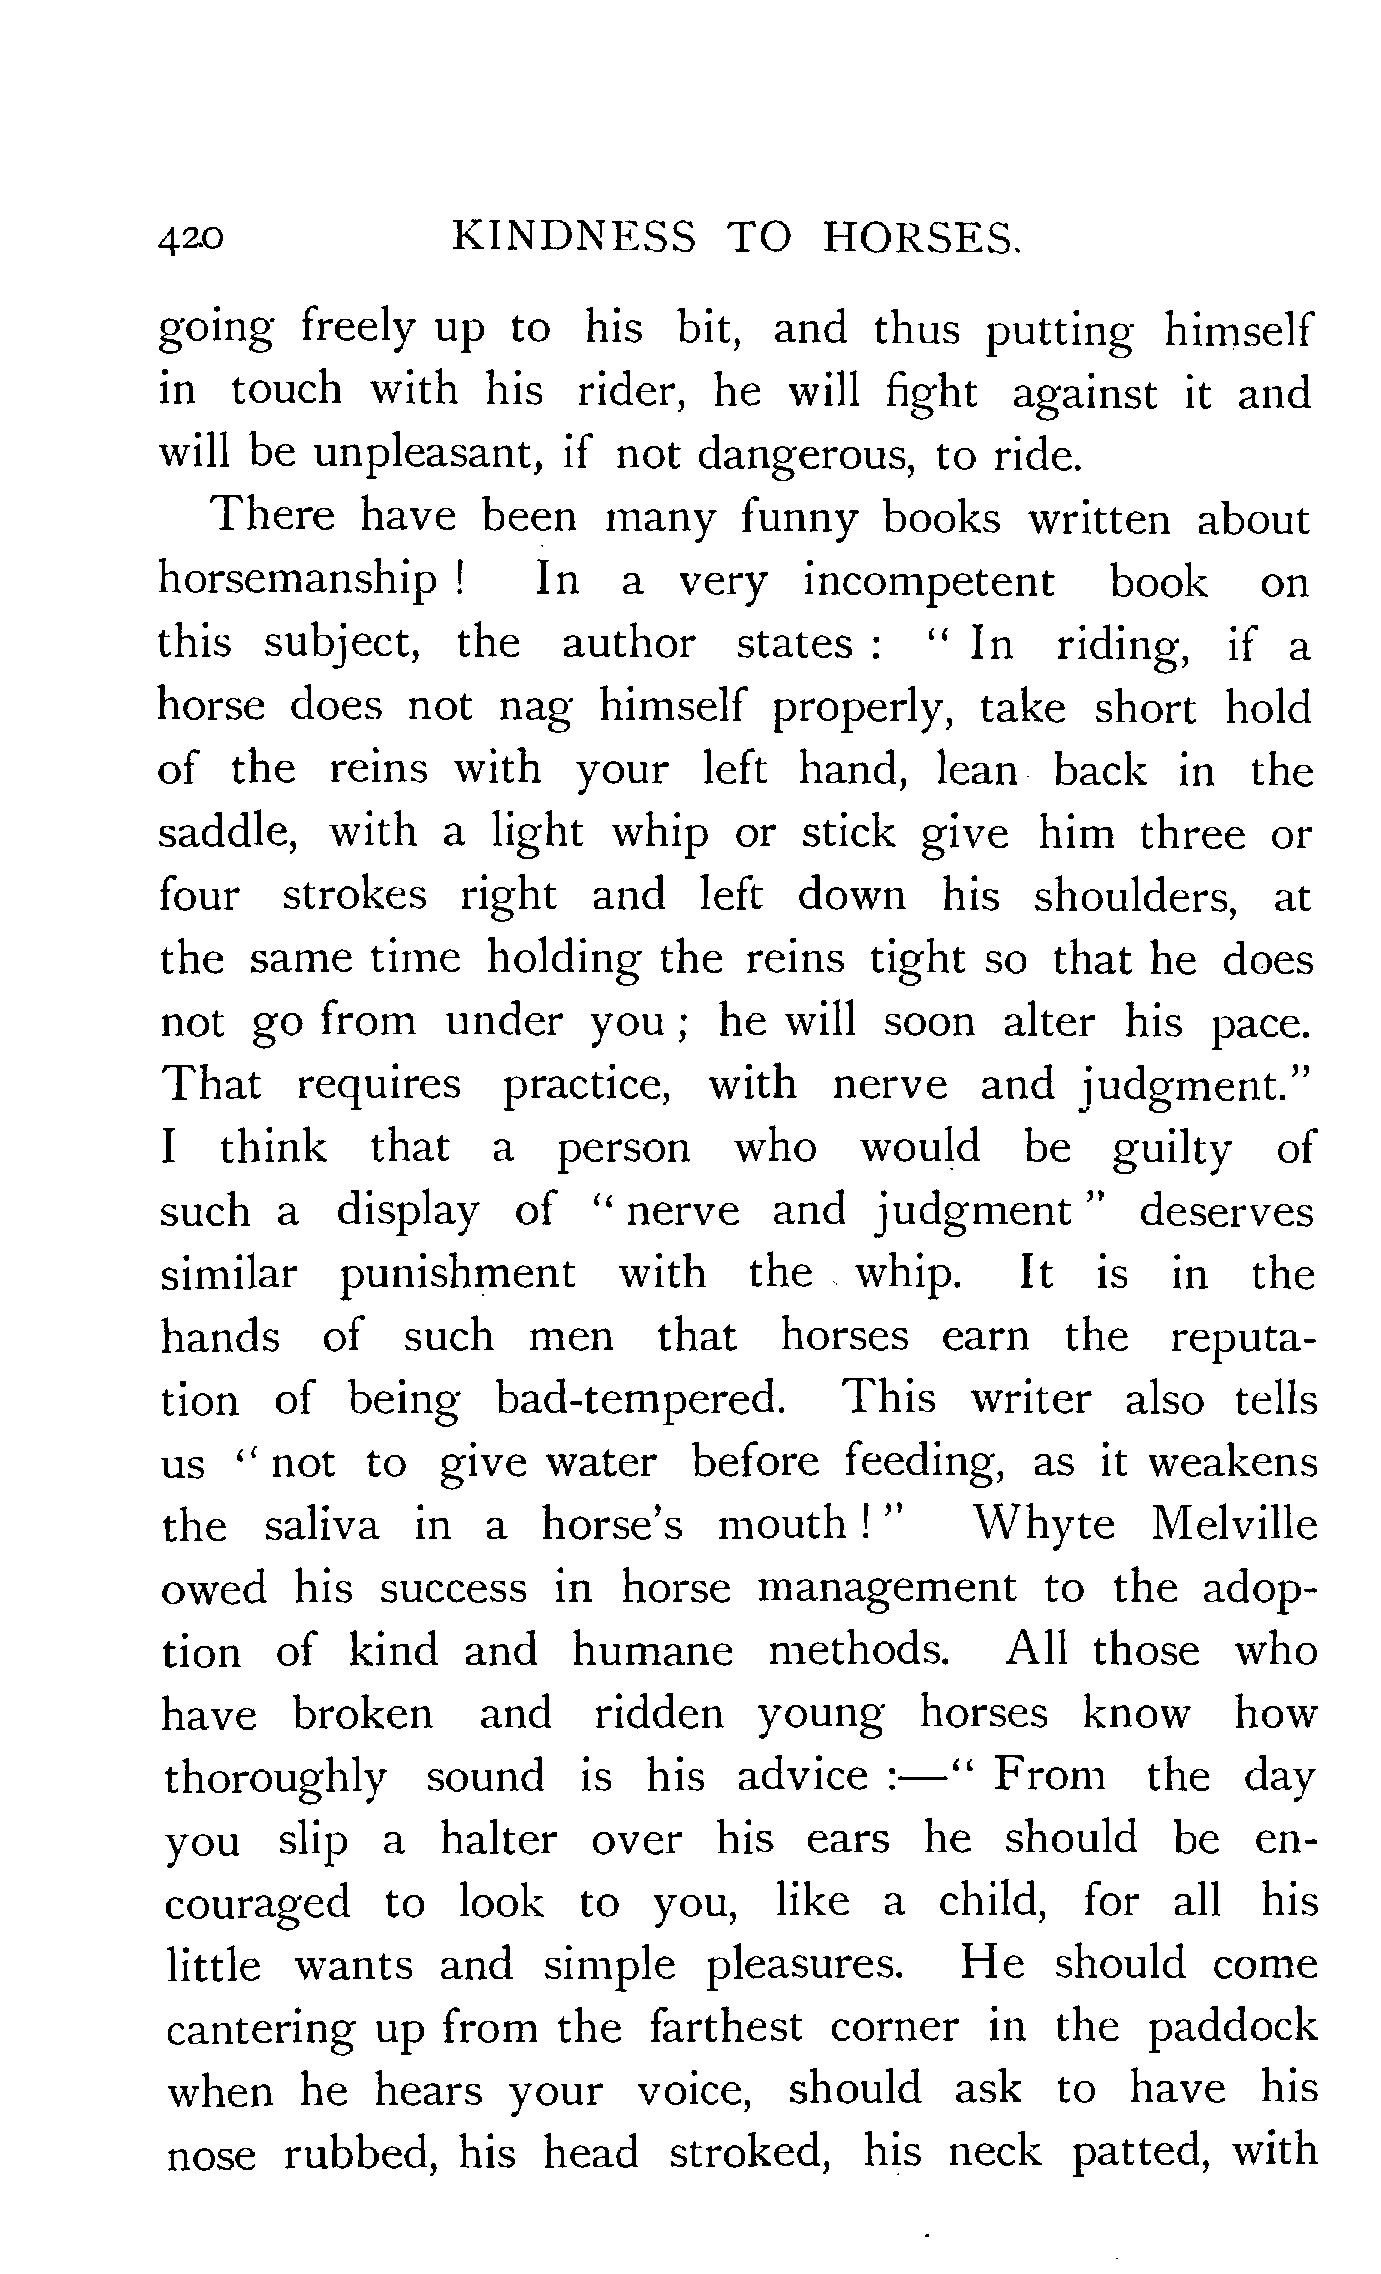 420 KINDNESS TO HORSES.
going freely up to his bit, and thus putting himself
in touch with his rider, he will fight against it and
will be unpleasant, if not dangerous, to ride.
There have been many funny books written about
horsemanship ! In a very incompetent book on
this subject, the author states : “ In riding, if a
horse does not nag himself properly, take short hold
of the reins with your left hand, lean back in the
saddle, with a light whip or stick give him three or
four strokes right and left down his shoulders, at
the same time holding the reins tight so that he does
not go from under you ; he will soon alter his pace.
That requires practice, with nerve and judgment.”
I think that a person who would be guilty of
such a display of “ nerve and judgment ” deserves
similar punishment with the whip. It is in the
hands of such men that horses earn the reputa-
tion of being bad-tempered. This writer also tells
us “ not to give water before feeding, as it weakens
the saliva in a horse’s mouth ! ” Whyte Melville
owed his success in horse management to the adop-
tion of kind and humane methods. All those who
have broken and ridden young horses know how
thoroughly sound is his advice :—“ From the day
you slip a halter over his ears he should be en-
couraged to look to you, like a child, for all his
little wants and simple pleasures. He should come
cantering up from the farthest corner in the paddock
when he hears your voice, should ask to have his
nose rubbed, his head stroked, his neck patted, with